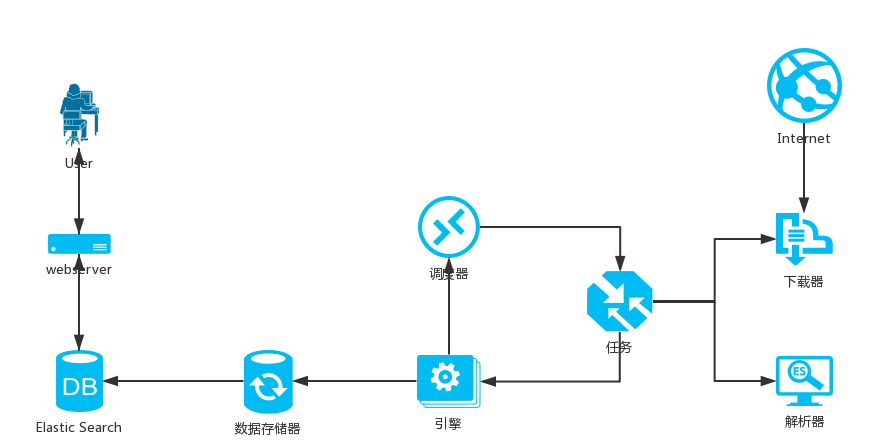 Internet
User
webserver
调度器
下载器
任务
DB
ES
Elastic Search
数据存储器
引擎
解析器